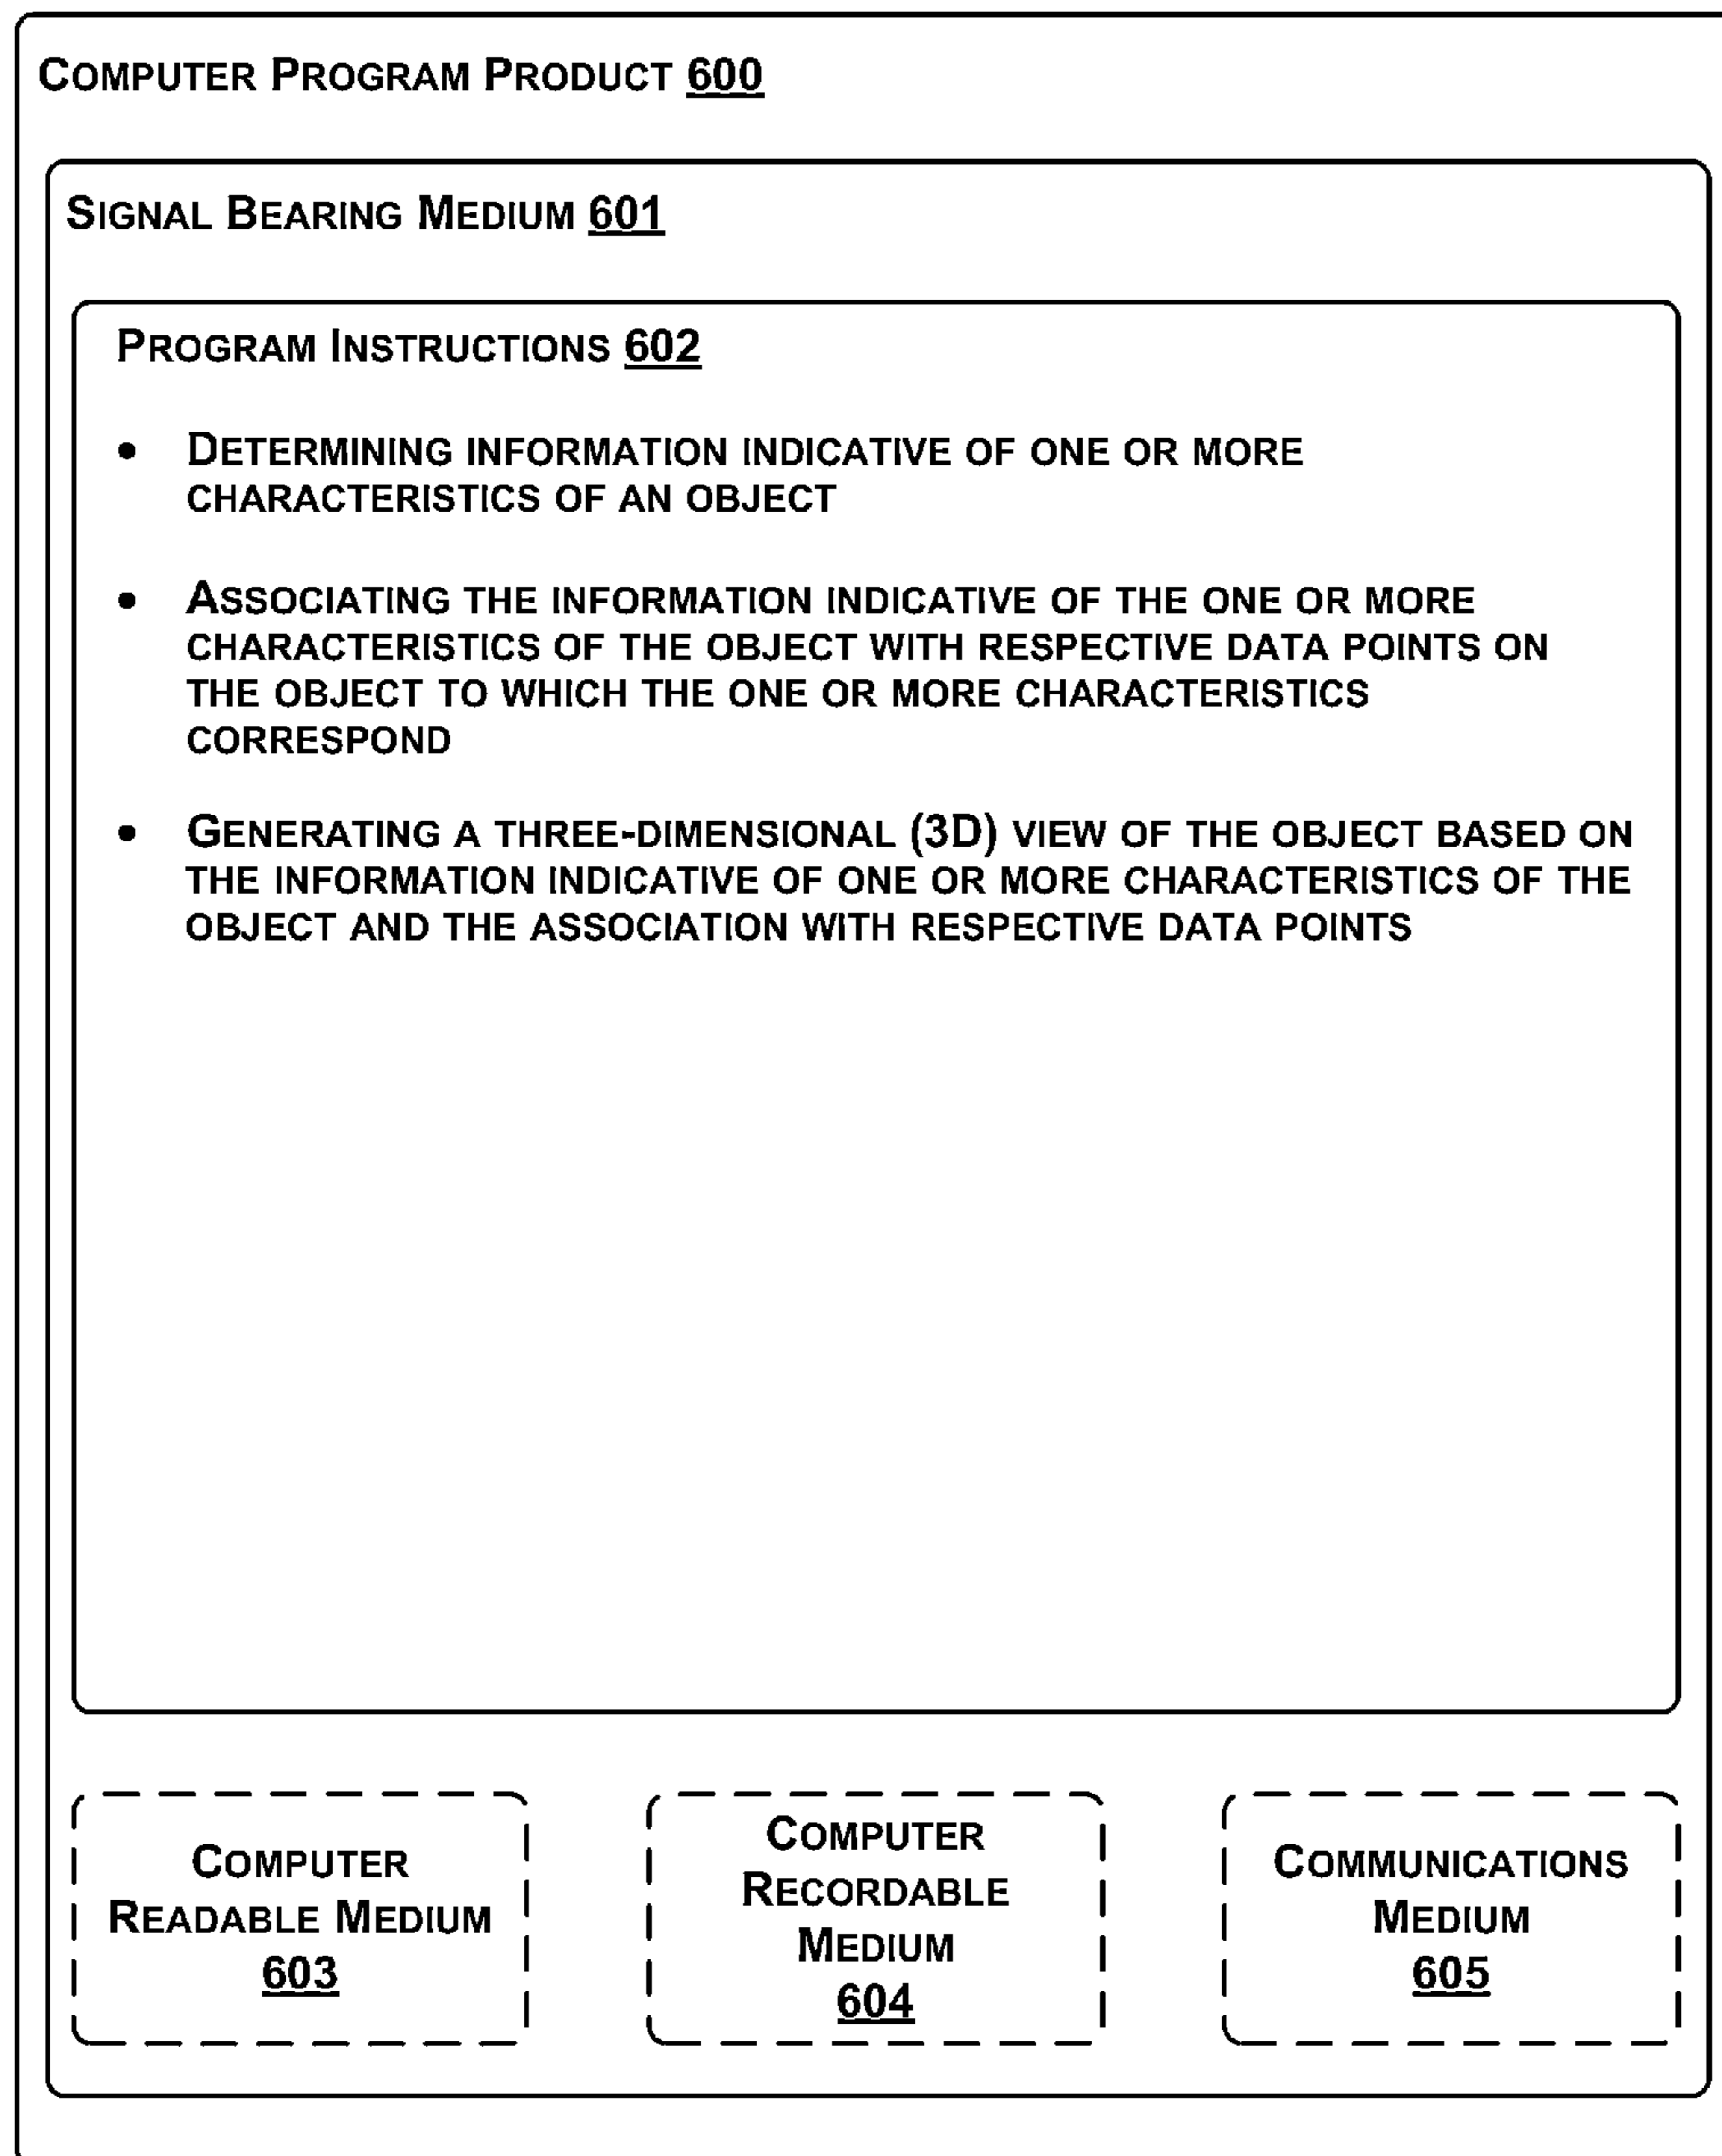 COMPUTER PROGRAM PRODUCT 600
SIGNAL BEARING MEDIUM 601
PROGRAM INSTRUCTIONS 602
• DETERMINING INFORMATION INDICATIVE OF ONE OR MORE
CHARACTERISTICS OF AN OBJECT
• ASSOCIATING THE INFORMATION INDICATIVE OF THE ONE OR MORE
CHARACTERISTICS OF THE OBJECT WITH RESPECTIVE DATA POINTS ON
THE OBJECT TO WHICH THE ONE OR MORE CHARACTERISTICS
CORRESPOND
• GENERATING A THREE-DIMENSIONAL (3D) VIEW OF THE OBJECT BASED ON
THE INFORMATION INDICATIVE OF ONE OR MORE CHARACTERISTICS OF THE
OBJECT AND THE ASSOCIATION WITH RESPECTIVE DATA POINTS
COMPUTER
READABLE MEDIUM
603
COMPUTER
RECORDABLE
MEDIUM
604
COMMUNICATIONS
MEDIUM
605